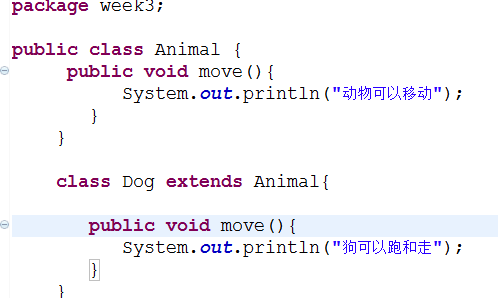 package week3;
public class Animal {
public void move(){
System.out.println("动物可以移动");
}
}
class Dog extends Animal{
public void move(){
System.out.println("狗可以跑和走");
}
}